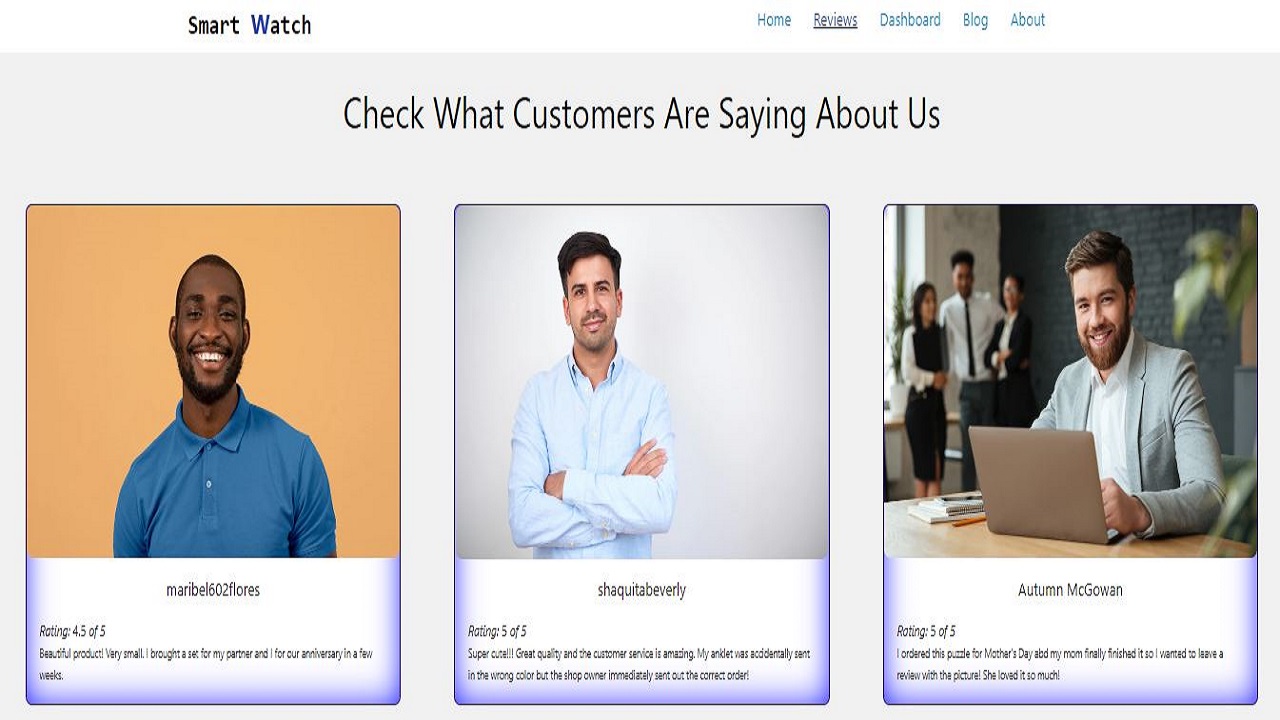 Smart Watch
Home Reviews Dashboard Blog About
Check What Customers Are Saying About Us
maribel602flores
Rating: 4.5 of 5
Beautiful product! Very small. I brought a set for my partner and I for our anniversary in a few
weeks.
shaquitabeverly
Rating: 5 of 5
Super cute!!! Great quality and the customer service is amazing. My anklet was accidentally sent
in the wrong color but the shop owner immediately sent out the correct order!
Autumn McGowan
Rating: 5 of 5
I ordered this puzzle for Mother's Day abd my mom finally finished it so I wanted to leave a
review with the picture! She loved it so much!